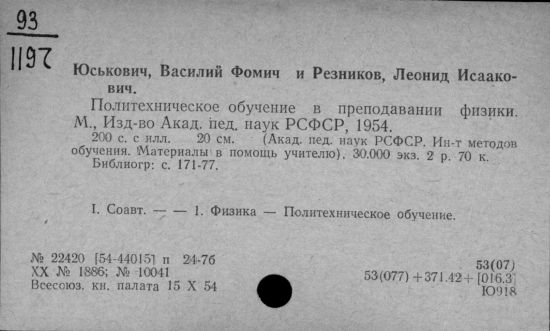 93
1197
Юськович, Василий Фомич и Резников, Леонид Исаако-
вич.
Политехническое обучение в преподавании физики.
М., Изд-во Акад. пед. наук РСФСР, 1954.
200 с. с илл. 20 см. (Акад. пед. наук РСФСР. Ин-т методов
обучения. Материалы в помощь учителю). 30.000 экз. 2 р. 70 к.
Библиогр: с. 171-77.
I. Соавт. — — 1. Физика — Политехническое обучение.
№ 22420 [54-44015] п 24-7б
XX № 1886; № 10041
Всесоюз. кн. палата 15 X 54
53(07)
53(077)+371.42+[016.3]
Ю918